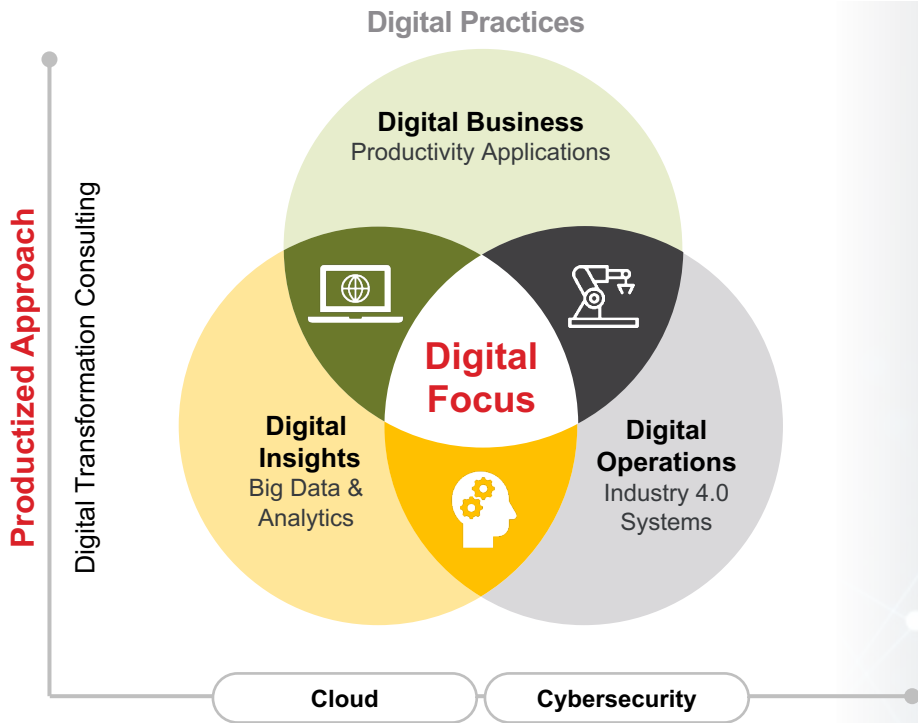 Digital Practices
Productized Approach
Digital Transformation Consulting
Digital Business
Productivity Applications
Digital
Focus
Digital
Insights
Big Data &
Analytics
Digital
Operations
Industry 4.0
Systems
Cloud
Cybersecurity